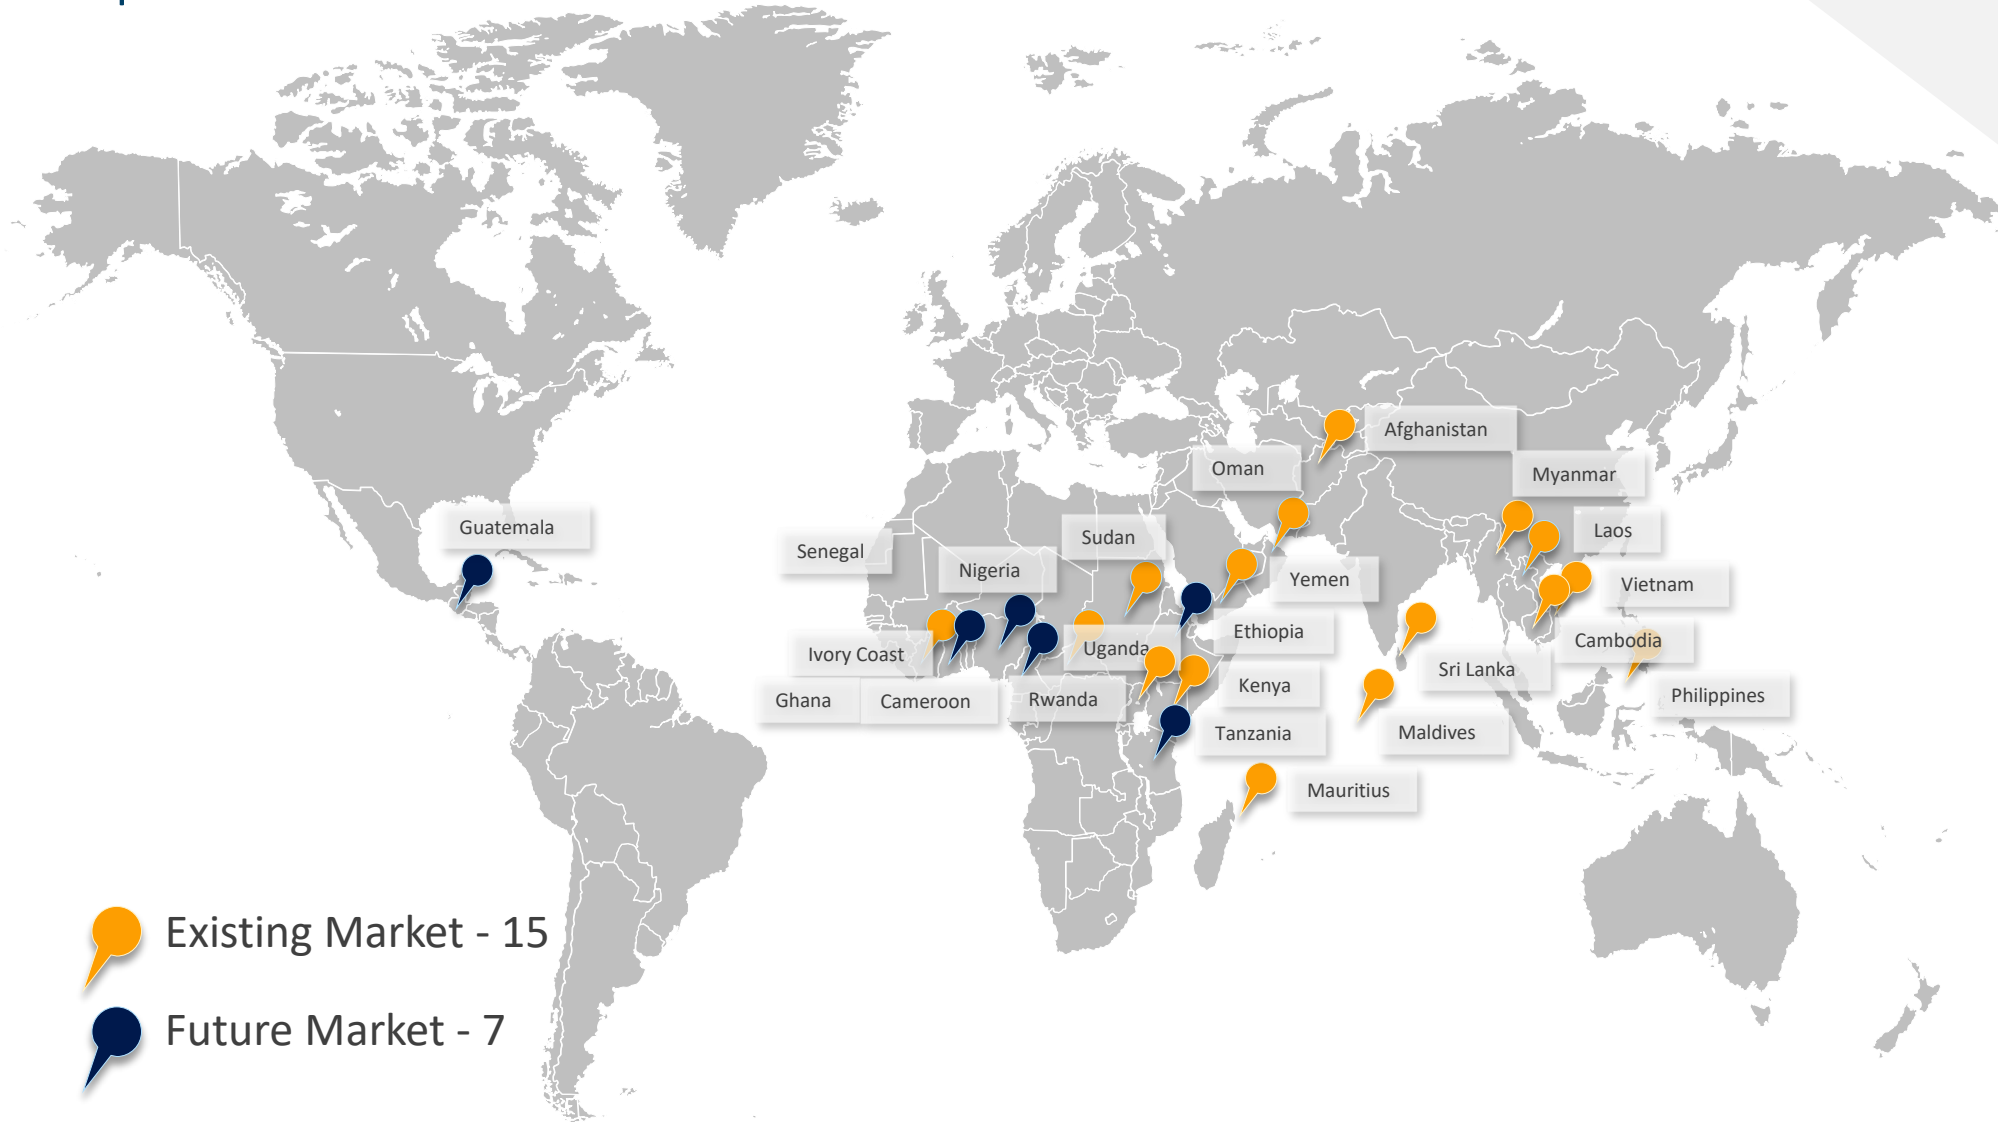 Afghanistan
Oman
Myanmar
Guatemala
Laos
Sudan
Senegal
Nigeria
Yemen
Vietnam
Ethiopia
Cambodia
Uganda
Ivory Coast
Sri Lanka
Kenya
Philippines
Ghana
Cameroon
Rwanda
Tanzania
Maldives
Mauritius
Existing Market - 15
Future Market - 7